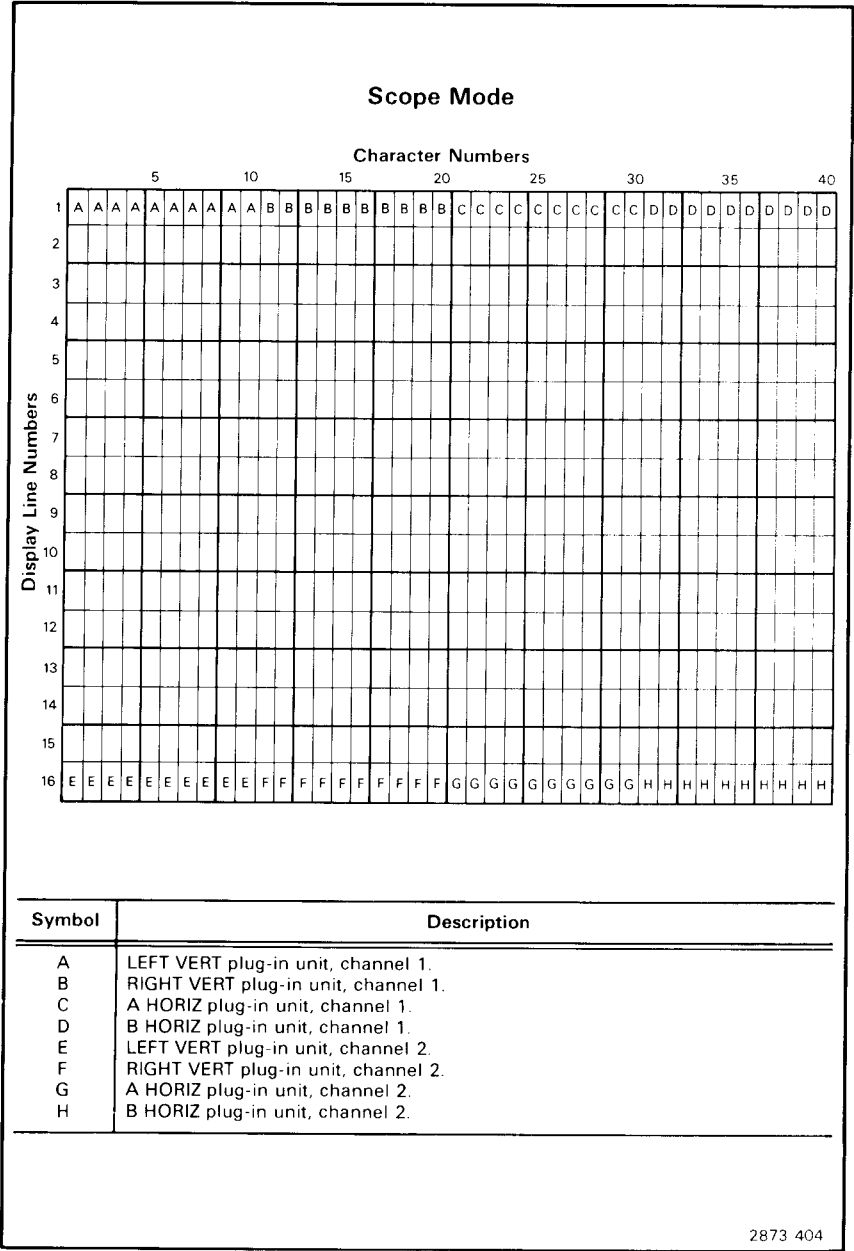 Scope Mode
Character Numbers
5 10 15 20 25 30 35 40
Display Line Numbers
1 A A A A A A A A A A B B B B B B B B B B C C C C C C C C C C D D D D D D D D D D
2
3
4
5
6
7
8
9
10
11
12
13
14
15
16 E E E E E E E E E E F F F F F F F F F F G G G G G G G G G G H H H H H H H H H H
Symbol Description
A LEFT VERT plug-in unit, channel 1.
B RIGHT VERT plug-in unit, channel 1.
C A HORIZ plug-in unit, channel 1.
D B HORIZ plug-in unit, channel 1.
E LEFT VERT plug-in unit, channel 2.
F RIGHT VERT plug-in unit, channel 2.
G A HORIZ plug-in unit, channel 2.
H B HORIZ plug-in unit, channel 2.
2873 404